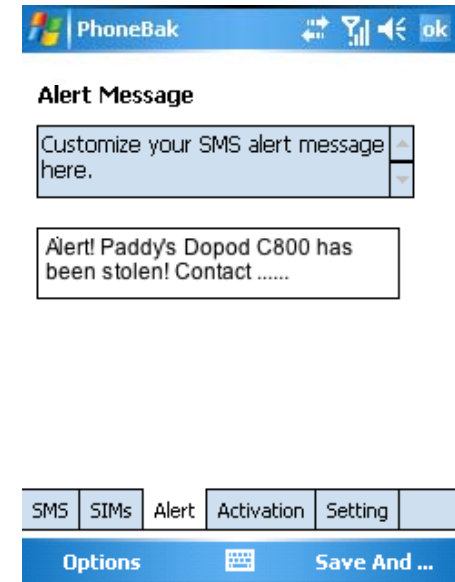 PhoneBak ok
Alert Message
Customize your SMS alert message
here.
Alert! Paddy's Dopod C800 has
been stolen! Contact ......
SMS SIMs Alert Activation Setting
Options Save And ...